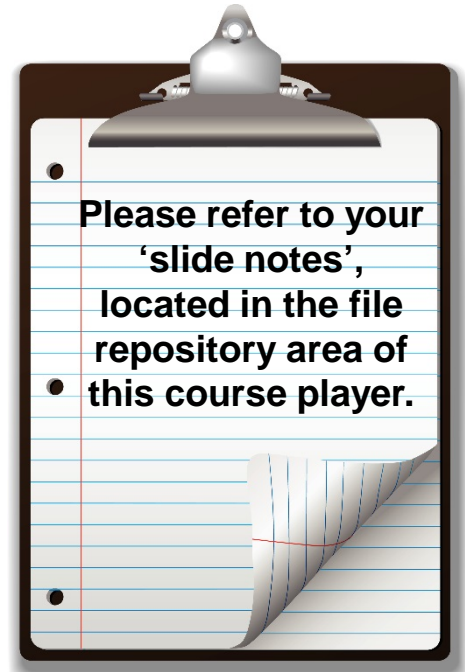 Please refer to your
‘slide notes’,
located in the file
repository area of
this course player.